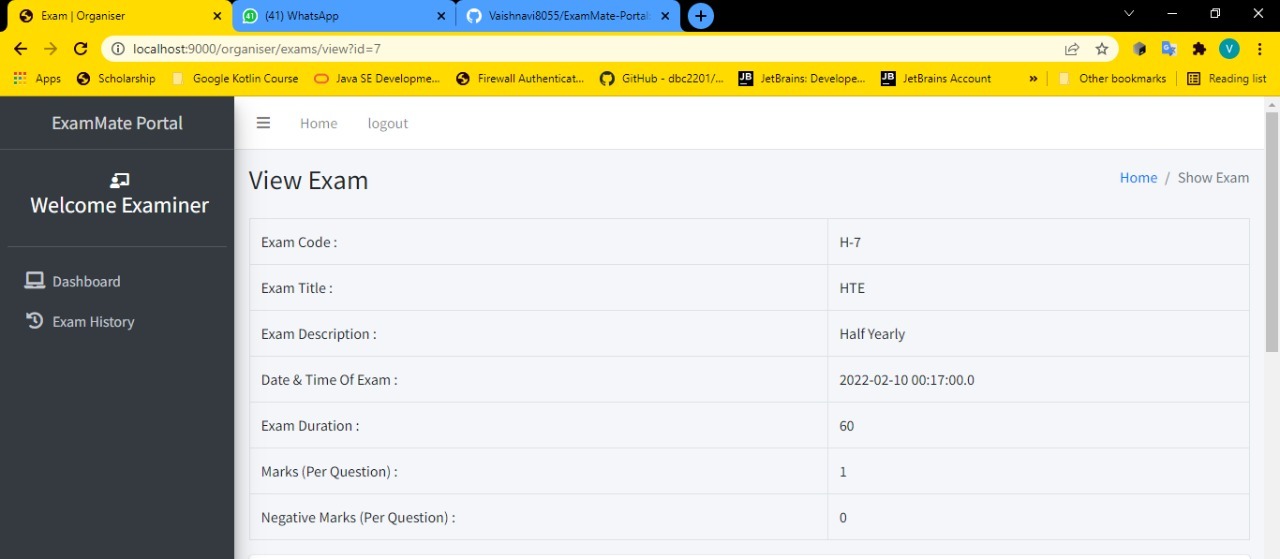 Exam | Organiser
(41) WhatsApp
Vaishnavi8055/ExamMate-Portal
localhost:9000/organiser/exams/view?id=7
V
Apps Scholarship Google Kotlin Course Java SE Developme... Firewall Authenticat... GitHub - dbc2201/... JetBrains: Develope... JetBrains Account » Other bookmarks Reading list
ExamMate Portal
Home logout
Welcome Examiner
Dashboard
Exam History
View Exam
Home / Show Exam
Exam Code : H-7
Exam Title : HTE
Exam Description : Half Yearly
Date & Time Of Exam : 2022-02-10 00:17:00.0
Exam Duration : 60
Marks (Per Question) : 1
Negative Marks (Per Question) : 0